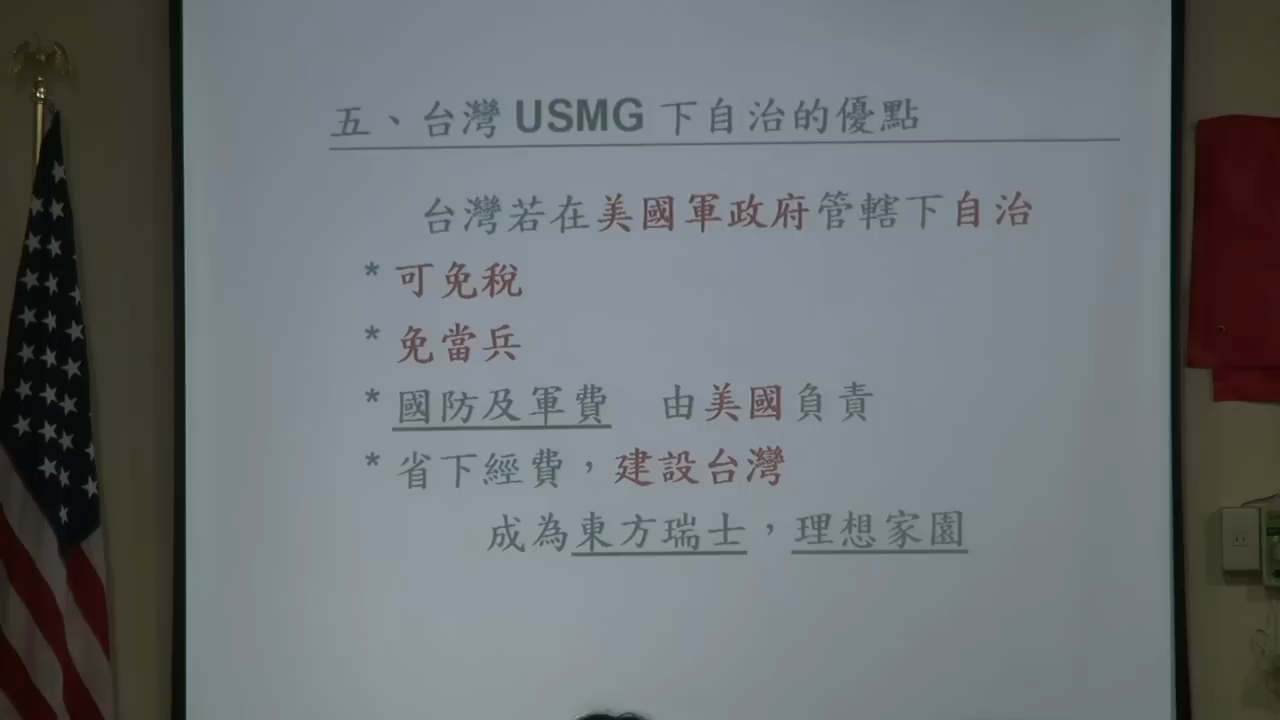 五、台灣 USMG 下自治的優點
台灣若在美國軍政府管轄下自治
* 可免稅
* 免當兵
* 國防及軍費　由美國負責
* 省下經費，建設台灣
成為東方瑞士，理想家園